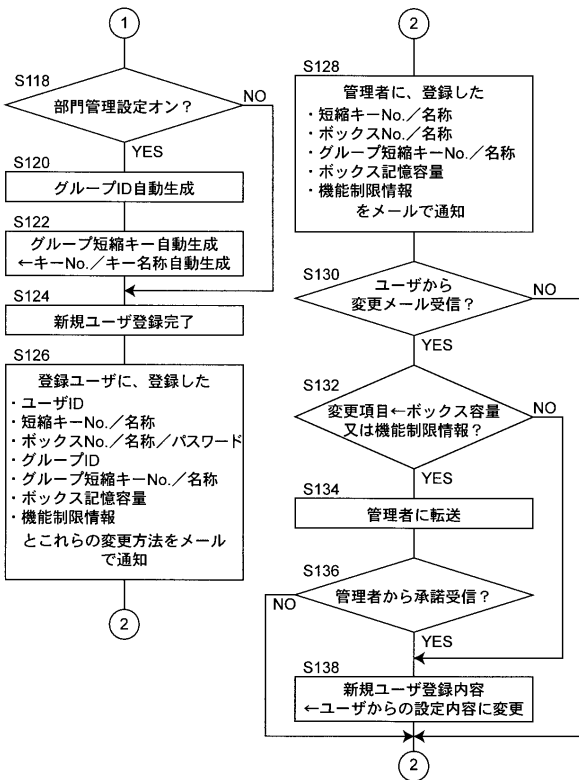 1
S118
部門管理設定オン？
NO
YES
S120
グループID自動生成
S122
グループ短縮キー自動生成
←キーNo.／キー名称自動生成
S124
新規ユーザ登録完了
S126
登録ユーザに、登録した
・ユーザID
・短縮キーNo.／名称
・ボックスNo.／名称／パスワード
・グループID
・グループ短縮キーNo.／名称
・ボックス記憶容量
・機能制限情報
とこれらの変更方法をメール
で通知
2
2
S128
管理者に、登録した
・短縮キーNo.／名称
・ボックスNo.／名称
・グループ短縮キーNo.／名称
・ボックス記憶容量
・機能制限情報
をメールで通知
S130
ユーザから
変更メール受信？
NO
YES
S132
変更項目←ボックス容量
又は機能制限情報？
NO
YES
S134
管理者に転送
S136
管理者から承諾受信？
NO
YES
S138
新規ユーザ登録内容
←ユーザからの設定内容に変更
2